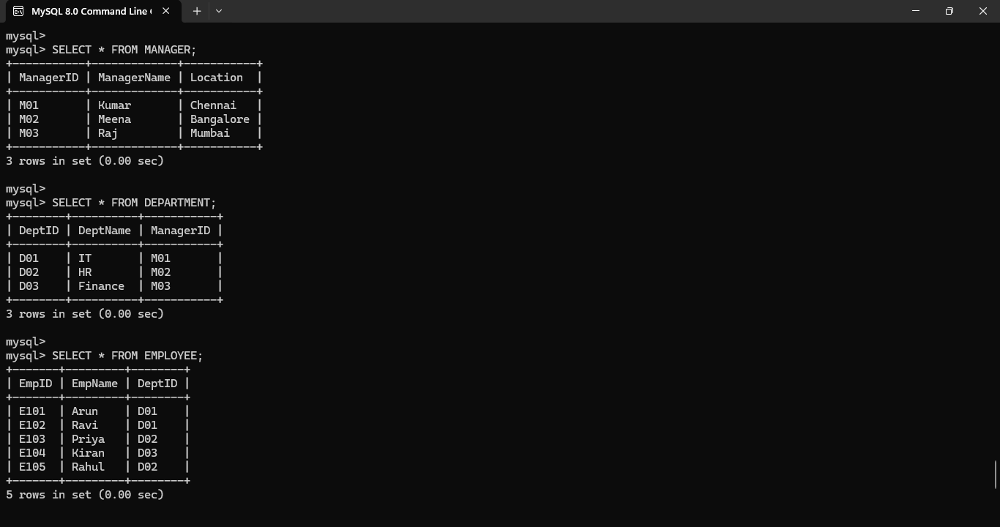 MySQL 8.0 Command Line
mysql>
mysql> SELECT * FROM MANAGER;
+-----------+-------------+-----------+
| ManagerID | ManagerName | Location  |
+-----------+-------------+-----------+
| M01       | Kumar       | Chennai   |
| M02       | Meena       | Bangalore |
| M03       | Raj         | Mumbai    |
+-----------+-------------+-----------+
3 rows in set (0.00 sec)
mysql>
mysql> SELECT * FROM DEPARTMENT;
+--------+----------+-----------+
| DeptID | DeptName | ManagerID |
+--------+----------+-----------+
| D01    | IT       | M01       |
| D02    | HR       | M02       |
| D03    | Finance  | M03       |
+--------+----------+-----------+
3 rows in set (0.00 sec)
mysql>
mysql> SELECT * FROM EMPLOYEE;
+-------+---------+--------+
| EmpID | EmpName | DeptID |
+-------+---------+--------+
| E101  | Arun    | D01    |
| E102  | Ravi    | D01    |
| E103  | Priya   | D02    |
| E104  | Kiran   | D03    |
| E105  | Rahul   | D02    |
+-------+---------+--------+
5 rows in set (0.00 sec)